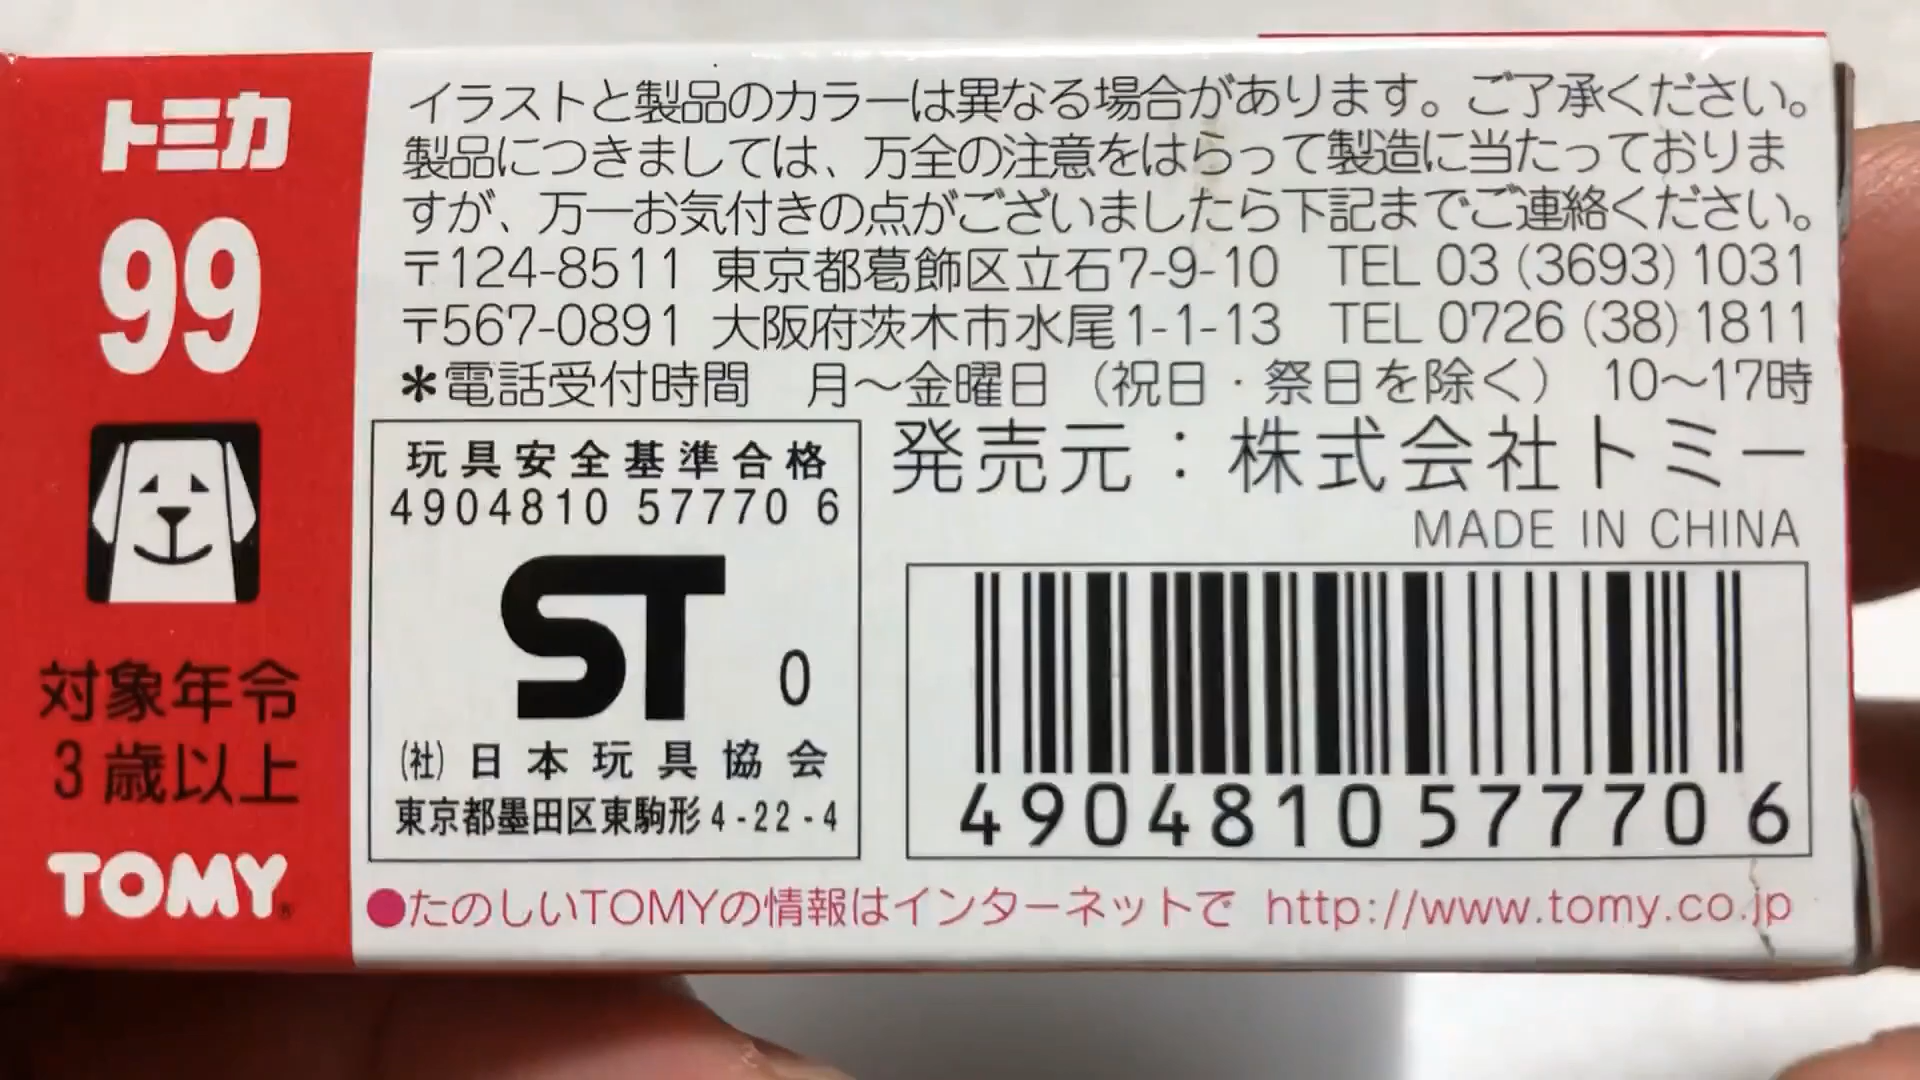 トミカ
99
対象年令
3歳以上
TOMY
イラストと製品のカラーは異なる場合があります。ご了承ください。
製品につきましては、万全の注意をはらって製造に当たっておりま
すが、万一お気付きの点がございましたら下記までご連絡ください。
〒124-8511 東京都葛飾区立石7-9-10 TEL 03 (3693) 1031
〒567-0891 大阪府茨木市水尾1-1-13 TEL 0726 (38) 1811
＊電話受付時間 月〜金曜日 (祝日・祭日を除く) 10〜17時
玩具安全基準合格
4904810 57770 6
ST 0
(社) 日本玩具協会
東京都墨田区東駒形4-22-4
発売元：株式会社トミー
MADE IN CHINA
4904810577706
●たのしいTOMYの情報はインターネットで http://www.tomy.co.jp